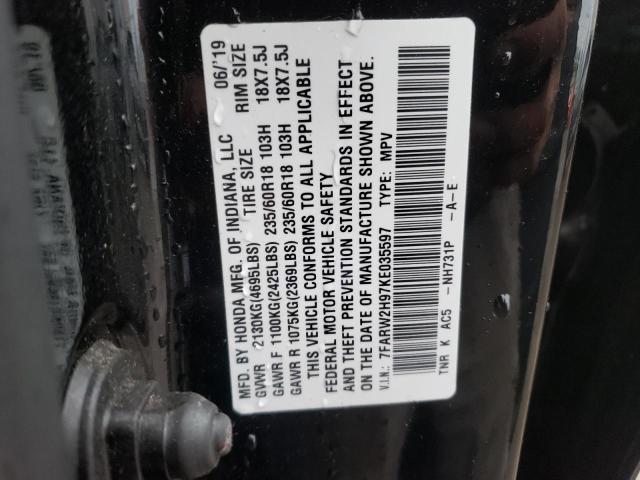 MFD. BY HONDA MFG. OF INDIANA, LLC 06/'19
GVWR 2130KG(4695LBS) TIRE SIZE RIM SIZE
GAWR F 1100KG(2425LBS) 235/60R18 103H 18X7.5J
GAWR R 1075KG(2369LBS) 235/60R18 103H 18X7.5J
THIS VEHICLE CONFORMS TO ALL APPLICABLE
FEDERAL MOTOR VEHICLE SAFETY
AND THEFT PREVENTION STANDARDS IN EFFECT
ON THE DATE OF MANUFACTURE SHOWN ABOVE.
V.I.N.: 7FARW2H97KE035597 TYPE: MPV
TNR K AC5 -NH731P -A-E